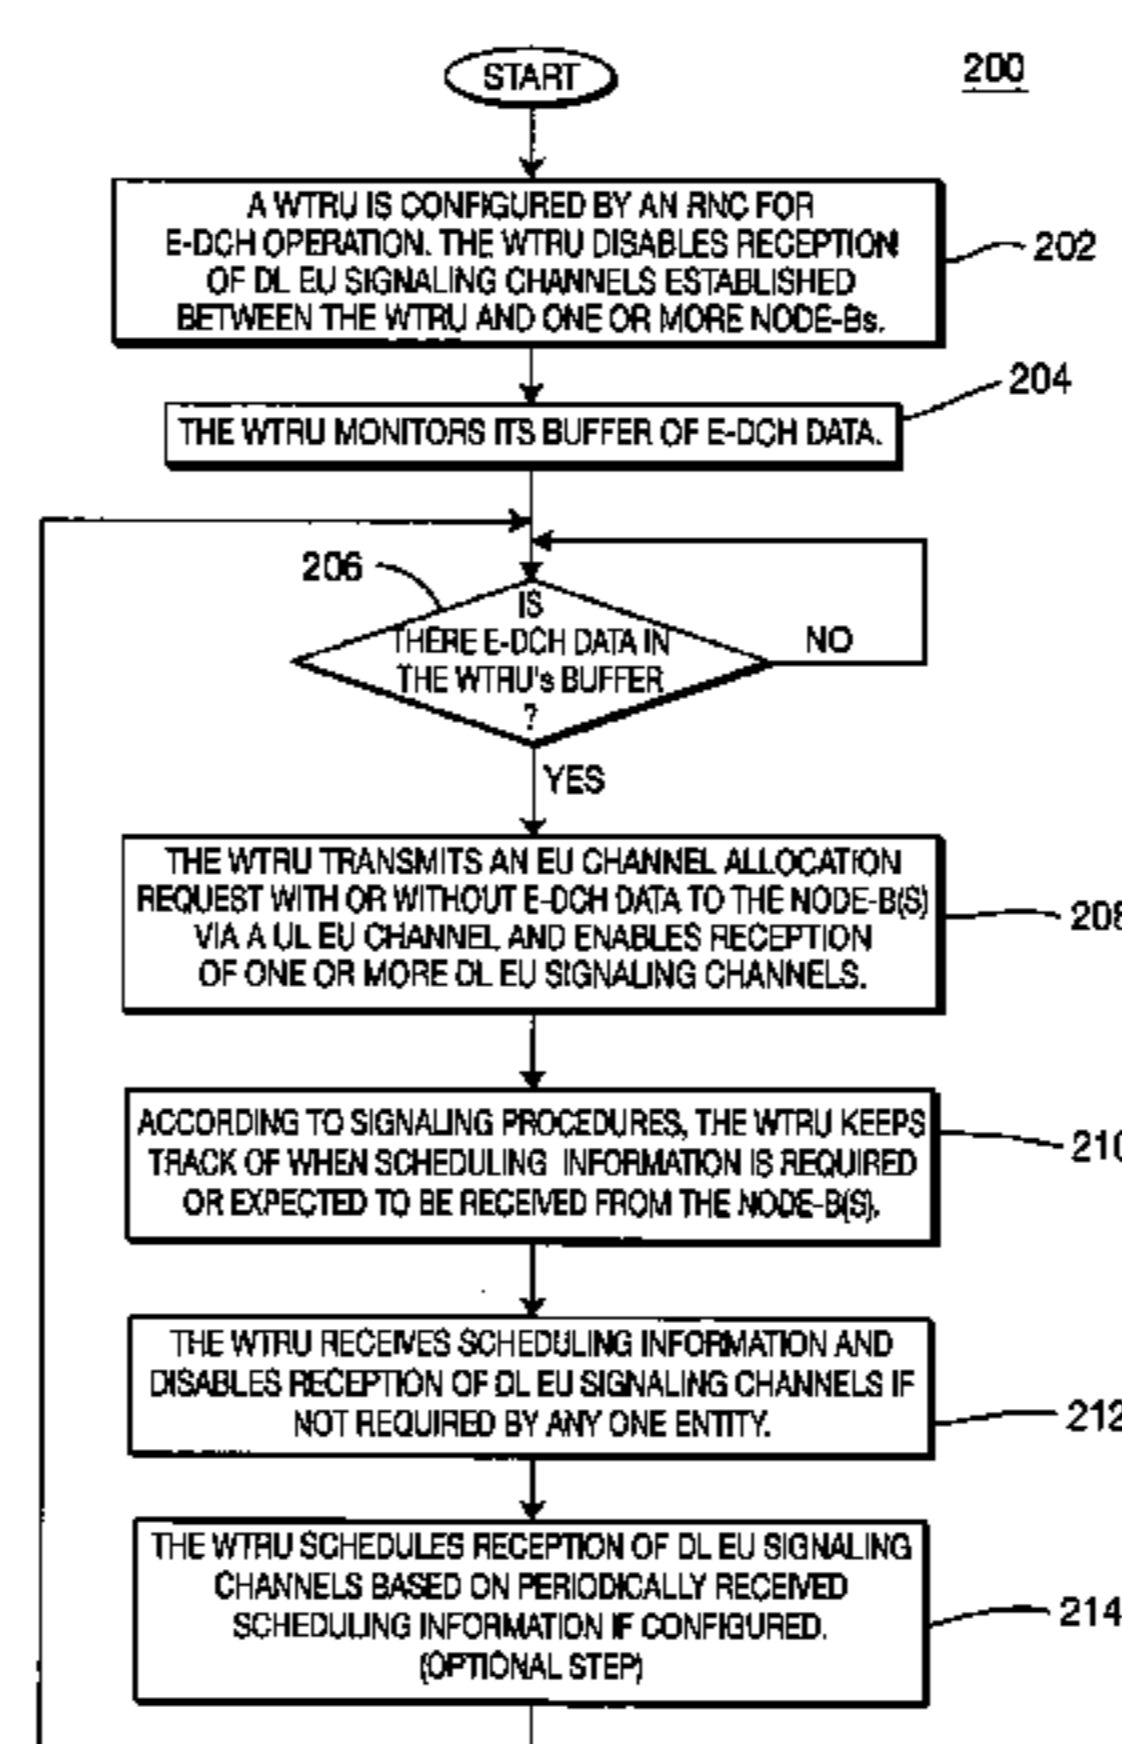 START
200
A WTRU IS CONFIGURED BY AN RNC FOR
E-DCH OPERATION. THE WTRU DISABLES RECEPTION
OF DL EU SIGNALING CHANNELS ESTABLISHED
BETWEEN THE WTRU AND ONE OR MORE NODE-Bs.
202
204
THE WTRU MONITORS ITS BUFFER OF E-DCH DATA.
206
IS
THERE E-DCH DATA IN
THE WTRU's BUFFER
?
NO
YES
THE WTRU TRANSMITS AN EU CHANNEL ALLOCATION
REQUEST WITH OR WITHOUT E-DCH DATA TO THE NODE-B(S)
VIA A UL EU CHANNEL AND ENABLES RECEPTION
OF ONE OR MORE DL EU SIGNALING CHANNELS.
208
ACCORDING TO SIGNALING PROCEDURES, THE WTRU KEEPS
TRACK OF WHEN SCHEDULING INFORMATION IS REQUIRED
OR EXPECTED TO BE RECEIVED FROM THE NODE-B(S).
210
THE WTRU RECEIVES SCHEDULING INFORMATION AND
DISABLES RECEPTION OF DL EU SIGNALING CHANNELS IF
NOT REQUIRED BY ANY ONE ENTITY.
212
THE WTRU SCHEDULES RECEPTION OF DL EU SIGNALING
CHANNELS BASED ON PERIODICALLY RECEIVED
SCHEDULING INFORMATION IF CONFIGURED.
(OPTIONAL STEP)
214